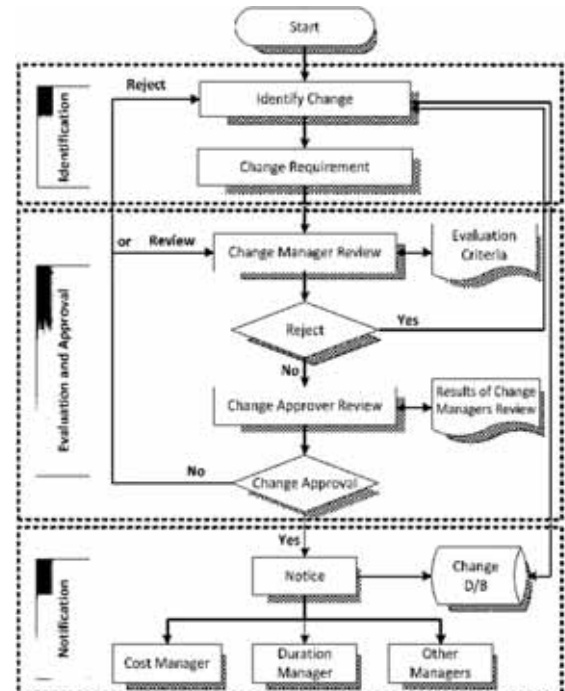 Start
Reject
Identify Change
Identification
Change Requirement
or Review
Change Manager Review
Evaluation
Criteria
Reject
Yes
No
Evaluation and Approval
Change Approver Review
Results of Change
Managers Review
No
Change Approval
Yes
Notice
Change
D/B
Notification
Cost Manager
Duration
Manager
Other
Managers